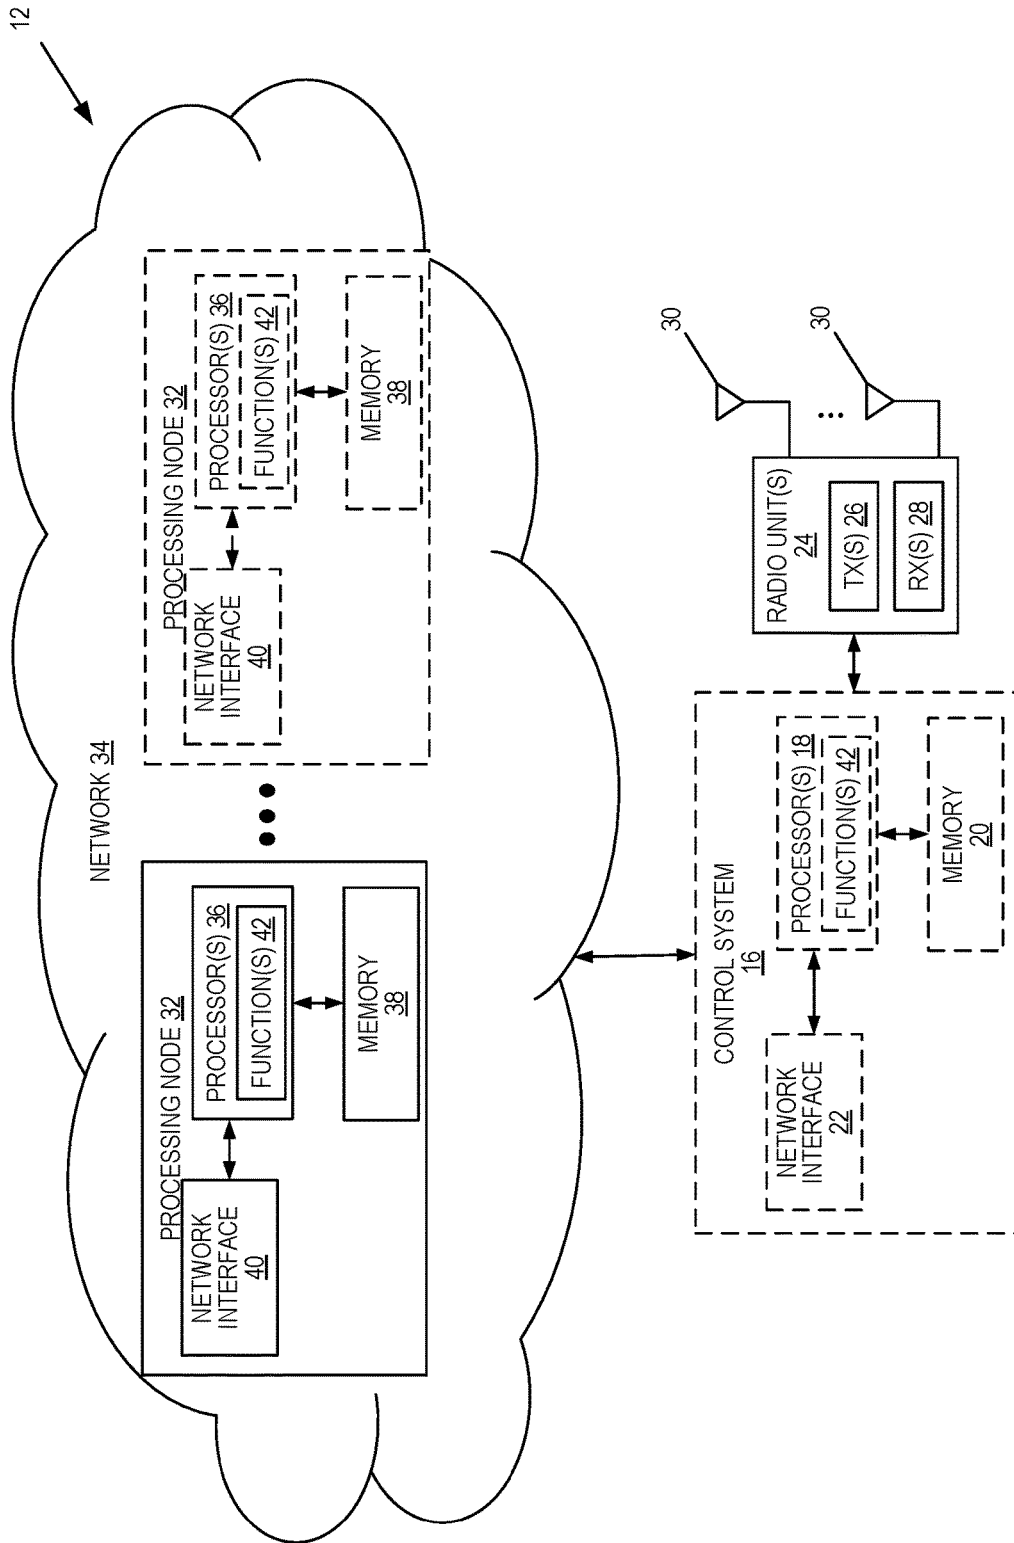 12
NETWORK 34
PROCESSING NODE 32
NETWORK
INTERFACE
40
PROCESSOR(S) 36
FUNCTION(S) 42
MEMORY
38
PROCESSING NODE 32
NETWORK
INTERFACE
40
PROCESSOR(S) 36
FUNCTION(S) 42
MEMORY
38
CONTROL SYSTEM
16
NETWORK
INTERFACE
22
PROCESSOR(S) 18
FUNCTION(S) 42
MEMORY
20
RADIO UNIT(S)
24
TX(S) 26
RX(S) 28
30
30